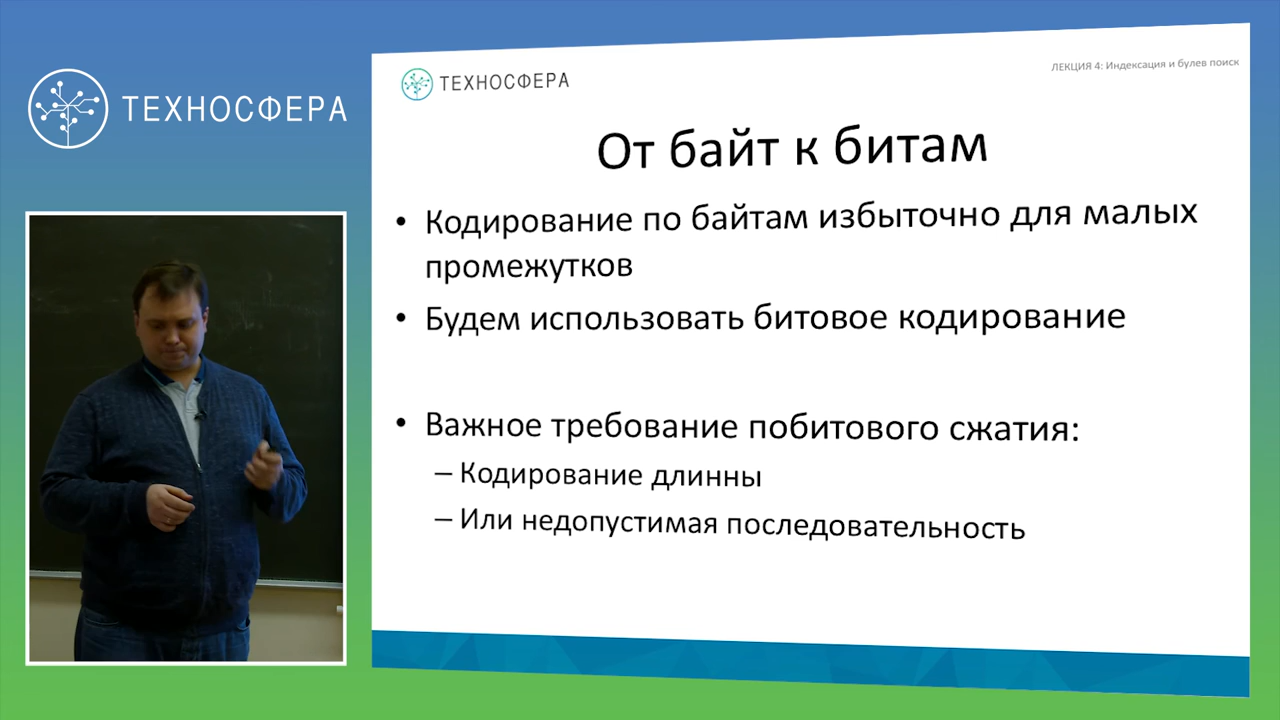 ТЕХНОСФЕРА
ТЕХНОСФЕРА
ЛЕКЦИЯ 4: Индексация и булев поиск
От байт к битам
• Кодирование по байтам избыточно для малых
промежутков
• Будем использовать битовое кодирование
• Важное требование побитового сжатия:
– Кодирование длинны
– Или недопустимая последовательность